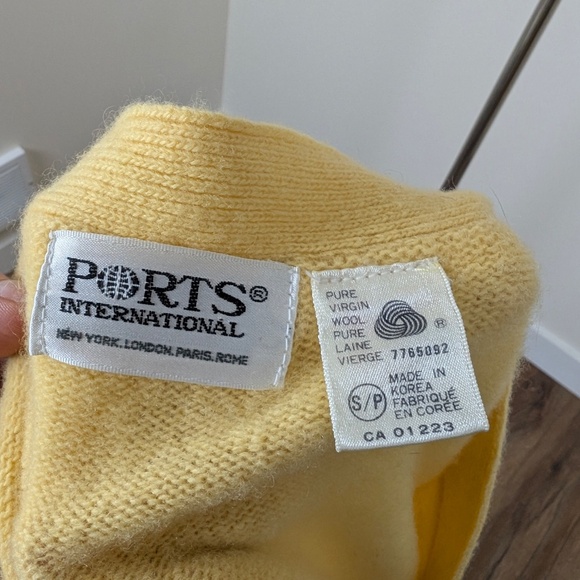 PORTS®
INTERNATIONAL
NEW YORK.LONDON.PARIS.ROME
PURE
VIRGIN
WOOL.
PURE
LAINE
VIERGE 7765092
®
S/P
MADE IN
KOREA
FABRIQUÉ
EN CORÉE
CA 01223